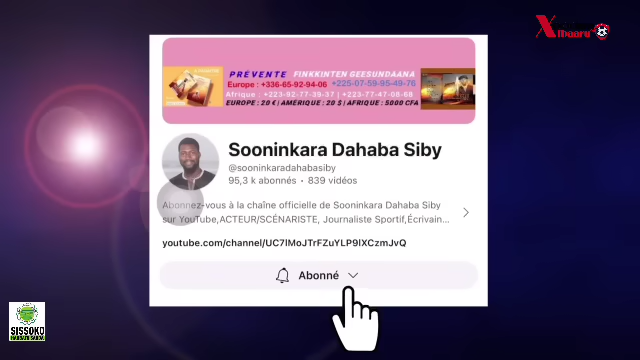 PRÉVENTE FINKKINTEN GEESUNDAANA
Europe : +336-65-92-94-06 +225-07-59-95-49-76
Afrique : +223-92-77-39-37 | +223-77-47-08-68
EUROPE : 20 € | AMÉRIQUE : 20 $ | AFRIQUE : 5000 CFA
Sooninkara Dahaba Siby
@sooninkaradahabasiby
95,3 k abonnés • 839 vidéos
Abonnez-vous à la chaîne officielle de Sooninkara Dahaba Siby
sur YouTube,ACTEUR/SCÉNARISTE, Journaliste Sportif,Écrivain...
youtube.com/channel/UC7lMoJTrFZuYLP9lXCzmJvQ
Abonné
SISSOKO